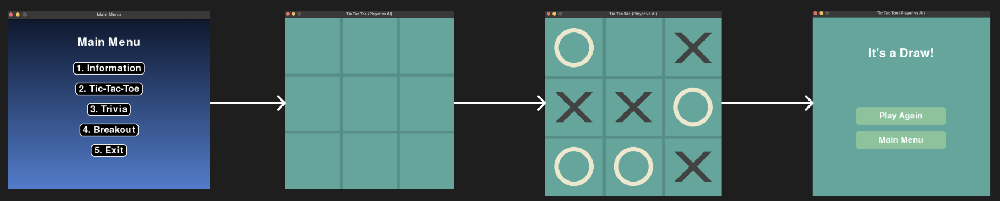 Main Menu
Main Menu
1. Information
2. Tic-Tac-Toe
3. Trivia
4. Breakout
5. Exit
Tic Tac Toe (Player vs AI)
Tic Tac Toe (Player vs AI)
Tic Tac Toe (Player vs AI)
It's a Draw!
Play Again
Main Menu